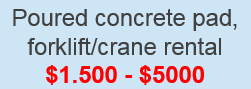 Poured concrete pad,
forklift/crane rental
$1.500 - $5000